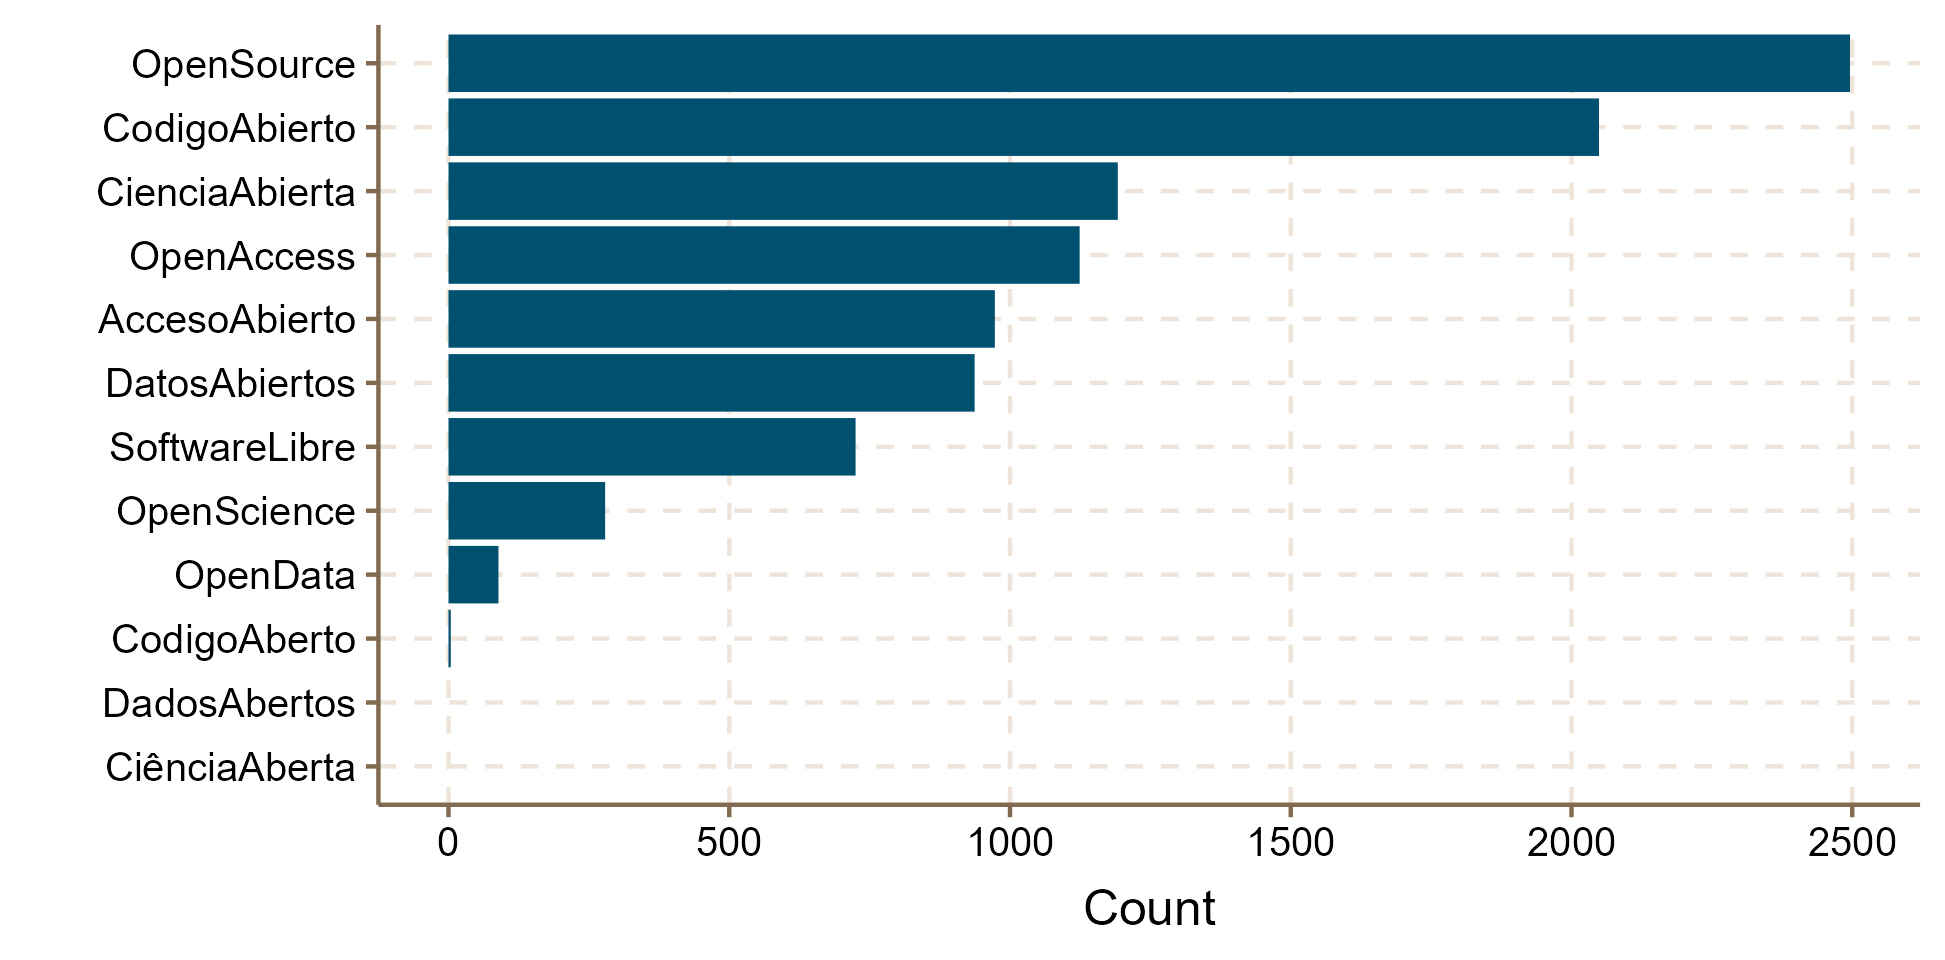 OpenSource
CodigoAbierto
CienciaAbierta
OpenAccess
AccesoAbierto
DatosAbiertos
SoftwareLibre
OpenScience
OpenData
CodigoAberto
DadosAbertos
CiênciaAberta
0 500 1000 1500 2000 2500
Count